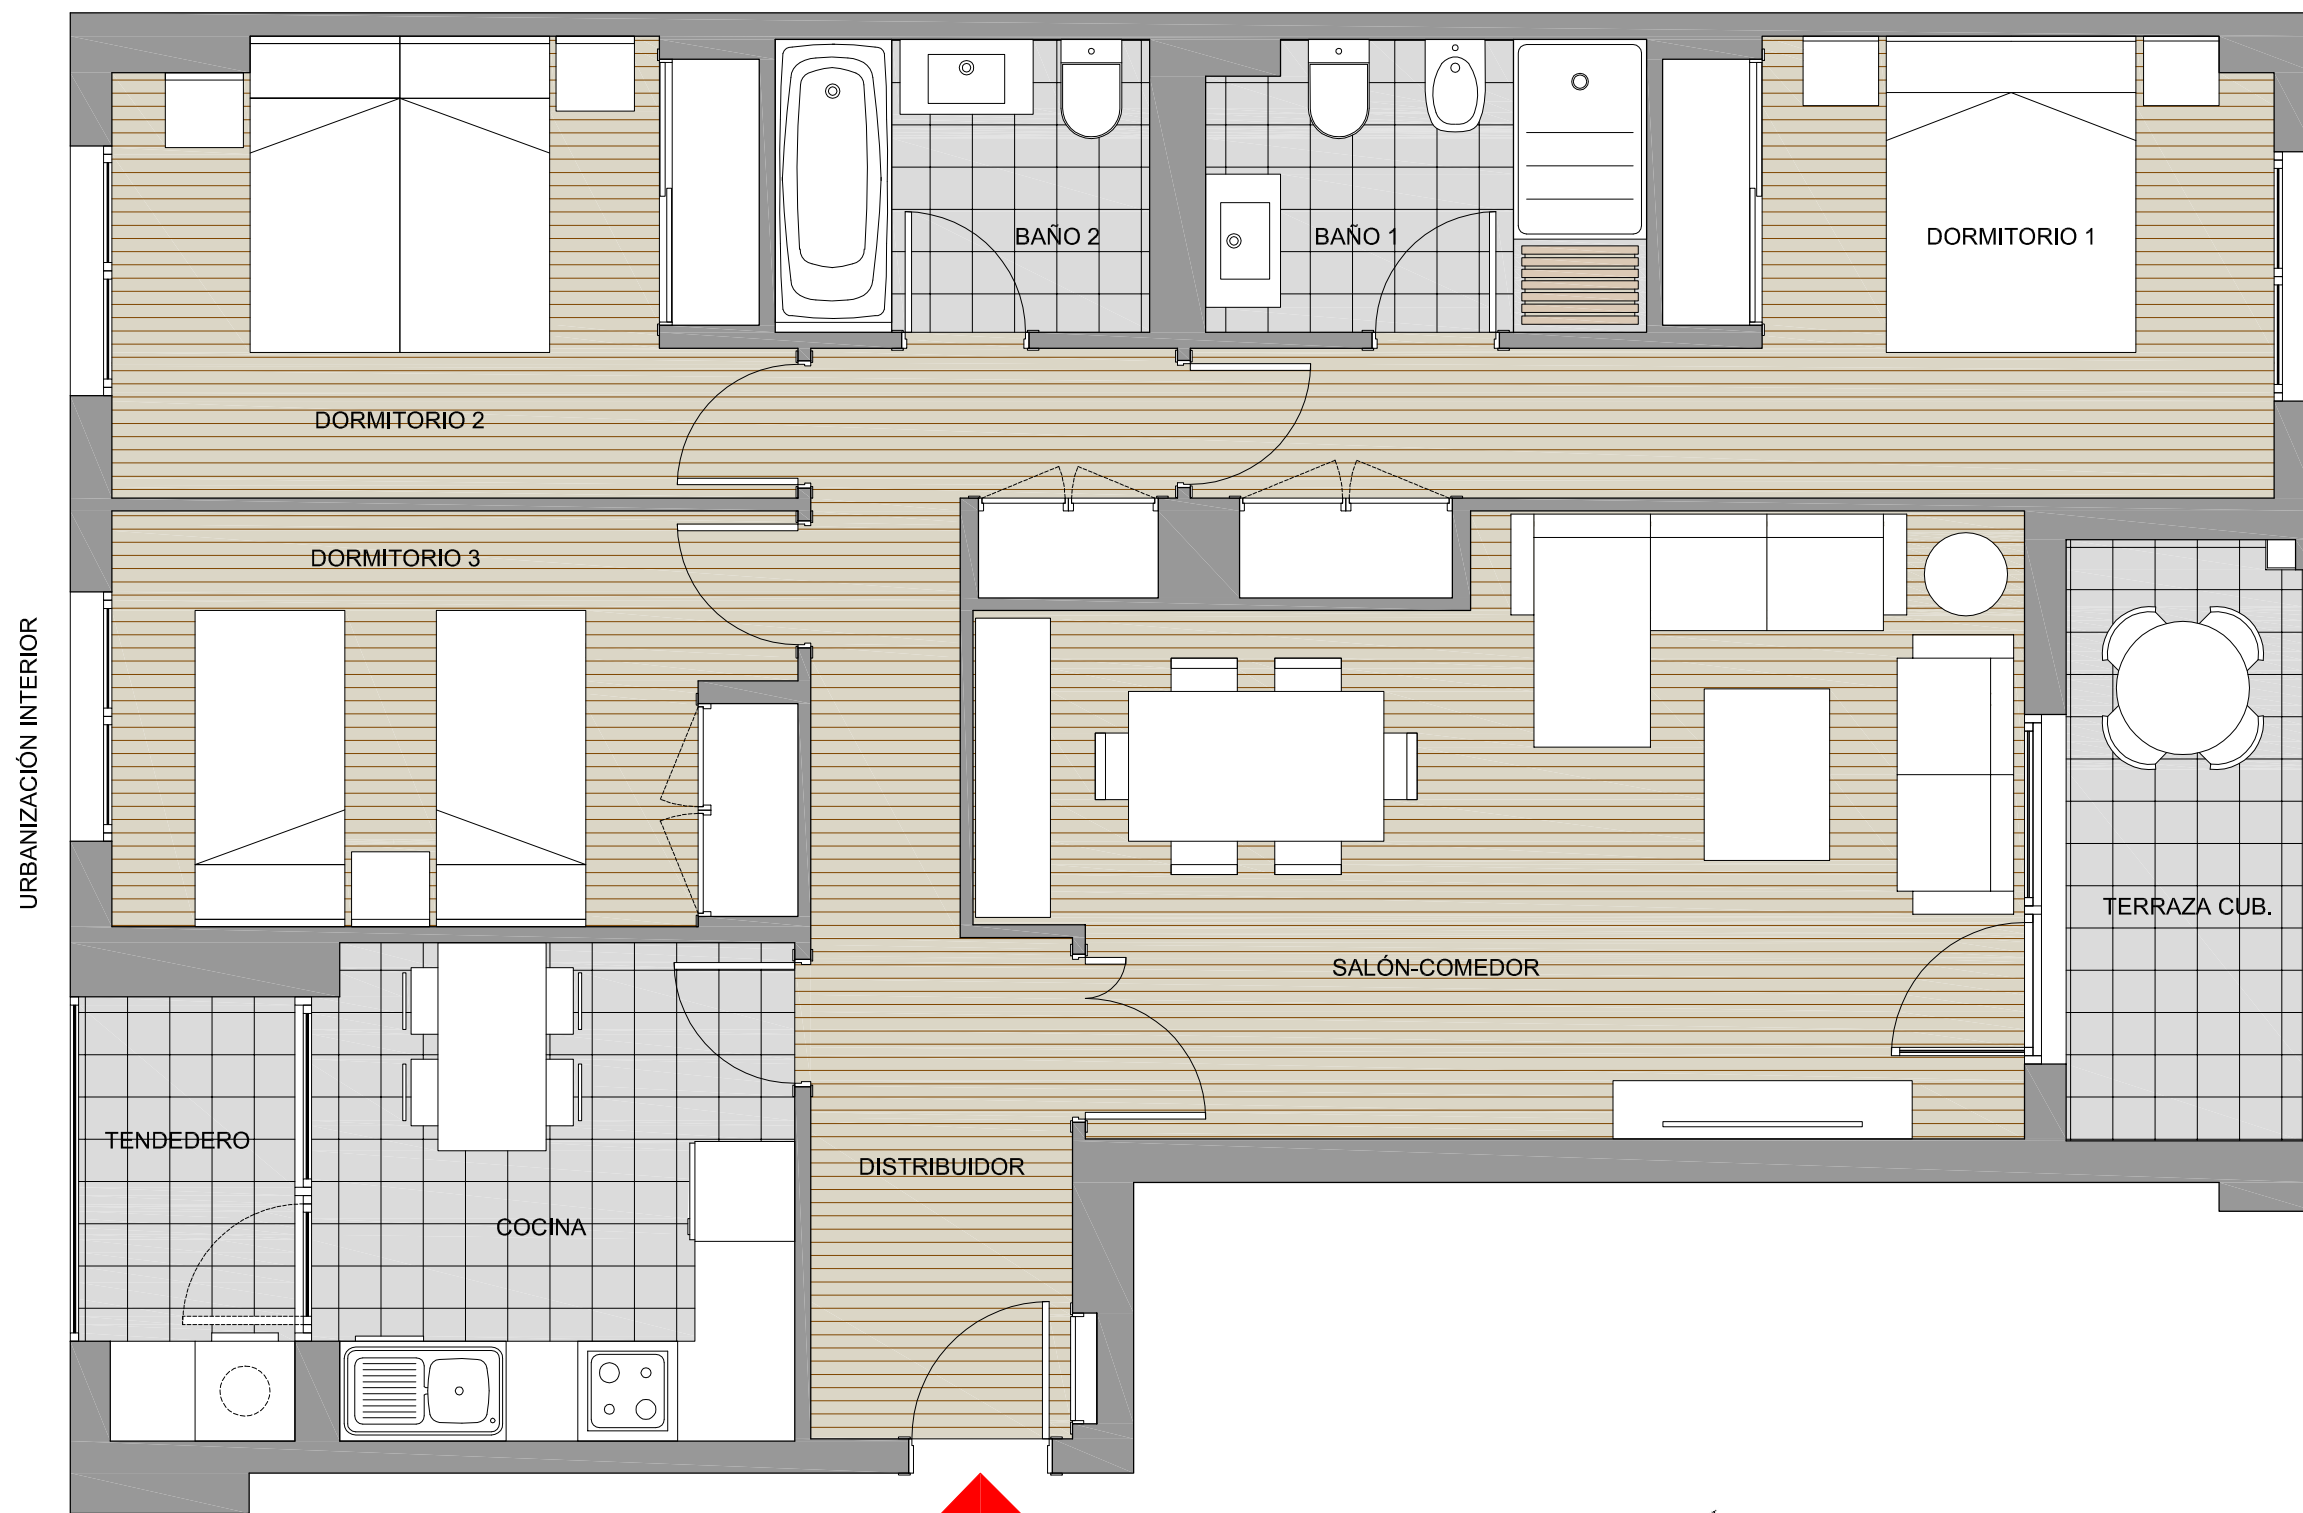 BAÑO 2
BAÑO 1
DORMITORIO 1
DORMITORIO 2
DORMITORIO 3
URBANIZACIÓN INTERIOR
TERRAZA CUB.
SALÓN-COMEDOR
TENDEDERO
DISTRIBUIDOR
COCINA